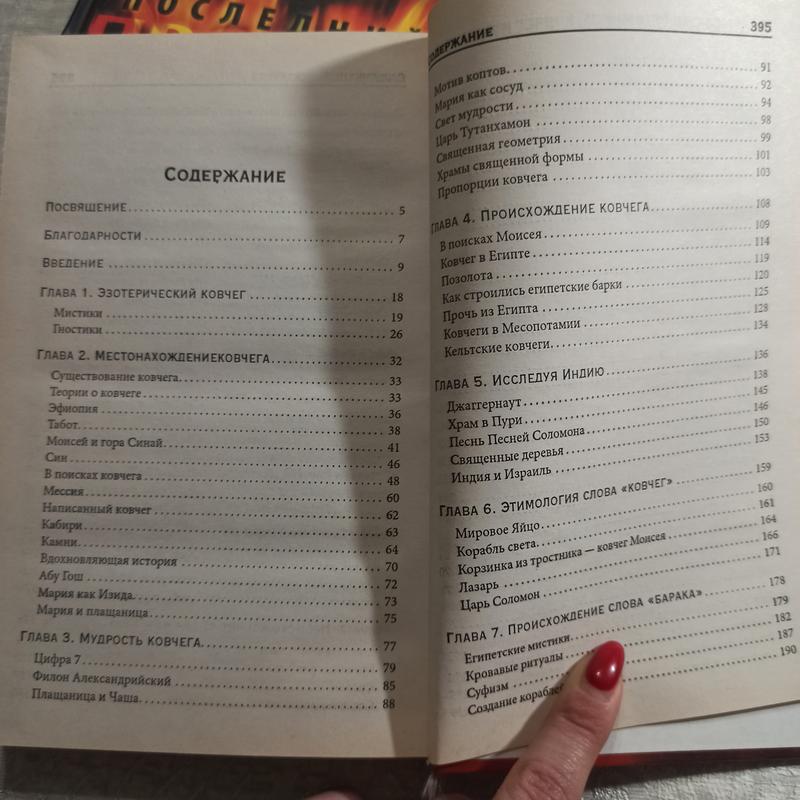 ПОСЛЕДНИ
СОДЕРЖАНИЕ
ПОСВЯЩЕНИЕ 5
БЛАГОДАРНОСТИ 7
ВВЕДЕНИЕ 9
ГЛАВА 1. ЭЗОТЕРИЧЕСКИЙ КОВЧЕГ 18
Мистики 19
Гностики 26
ГЛАВА 2. МЕСТОНАХОЖДЕНИЕКОВЧЕГА 32
Существование ковчега 33
Теории о ковчеге 33
Эфиопия 36
Табот 38
Моисей и гора Синай 41
Син 46
В поисках ковчега 48
Мессия 60
Написанный ковчег 62
Кабири 63
Камни 64
Вдохновляющая история 70
Абу Гош 72
Мария как Изида 73
Мария и плащаница 75
ГЛАВА 3. МУДРОСТЬ КОВЧЕГА 77
Цифра 7 79
Филон Александрийский 85
Плащаница и Чаша 88
СОДЕРЖАНИЕ 395
Мотив коптов 91
Мария как сосуд 92
Свет мудрости 94
Царь Тутанхамон 98
Священная геометрия 99
Храмы священной формы 101
Пропорции ковчега 103
ГЛАВА 4. ПРОИСХОЖДЕНИЕ КОВЧЕГА 108
В поисках Моисея 109
Ковчег в Египте 114
Позолота 119
Как строились египетские барки 120
Прочь из Египта 125
Ковчеги в Месопотамии 128
Кельтские ковчеги 134
ГЛАВА 5. ИССЛЕДУЯ ИНДИЮ 136
Джаггернаут 138
Храм в Пури 145
Песнь Песней Соломона 146
Священные деревья 150
Индия и Израиль 153
ГЛАВА 6. ЭТИМОЛОГИЯ СЛОВА «КОВЧЕГ» 159
Мировое Яйцо 160
Корабль света 161
Корзинка из тростника — ковчег Моисея 164
Лазарь 166
Царь Соломон 171
ГЛАВА 7. ПРОИСХОЖДЕНИЕ СЛОВА «БАРАКА» 178
Египетские мистики 179
Кровавые ритуалы 182
Суфизм 187
Создание корабле 190